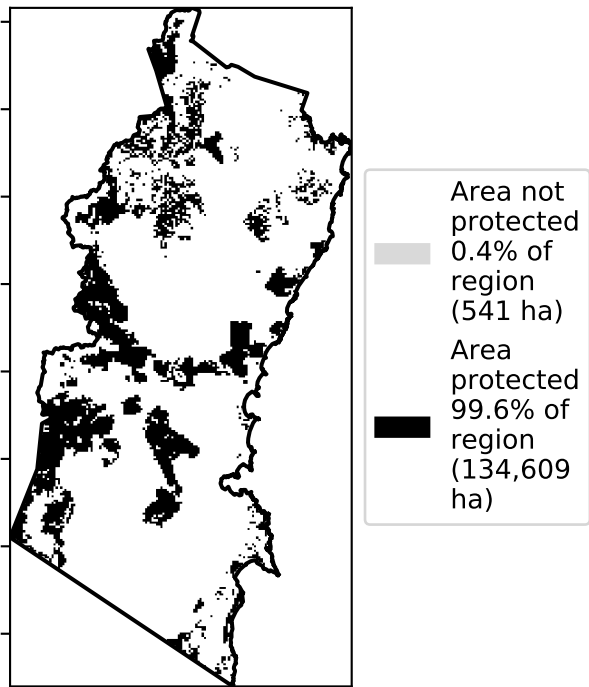 Area not
protected
0.4% of
region
(541 ha)
Area
protected
99.6% of
region
(134,609
ha)